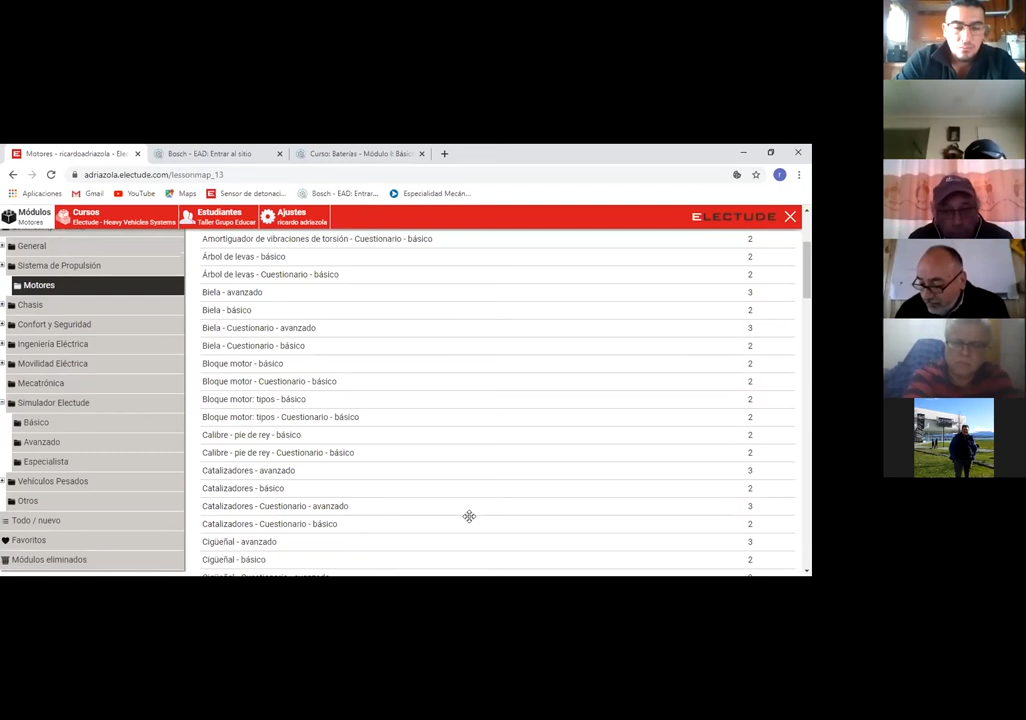 Motores - ricardoadriazola - Elec
Bosch - EAD: Entrar al sitio
Curso: Baterías - Módulo I: Básic
adriazola.electude.com/lessonmap_13
r
Aplicaciones
Gmail
YouTube
Maps
Sensor de detonaci...
Bosch - EAD: Entrar...
Especialidad Mecán...
Módulos
Motores
Cursos
Electude - Heavy Vehicles Systems
Estudiantes
Taller Grupo Educar
Ajustes
ricardo adriazola
ELECTUDE
General
Sistema de Propulsión
Motores
Chasis
Confort y Seguridad
Ingeniería Eléctrica
Movilidad Eléctrica
Mecatrónica
Simulador Electude
Básico
Avanzado
Especialista
Vehículos Pesados
Otros
Todo / nuevo
Favoritos
Módulos eliminados
Amortiguador de vibraciones de torsión - Cuestionario - básico 2
Árbol de levas - básico 2
Árbol de levas - Cuestionario - básico 2
Biela - avanzado 3
Biela - básico 2
Biela - Cuestionario - avanzado 3
Biela - Cuestionario - básico 2
Bloque motor - básico 2
Bloque motor - Cuestionario - básico 2
Bloque motor: tipos - básico 2
Bloque motor: tipos - Cuestionario - básico 2
Calibre - pie de rey - básico 2
Calibre - pie de rey - Cuestionario - básico 2
Catalizadores - avanzado 3
Catalizadores - básico 2
Catalizadores - Cuestionario - avanzado 3
Catalizadores - Cuestionario - básico 2
Cigüeñal - avanzado 3
Cigüeñal - básico 2